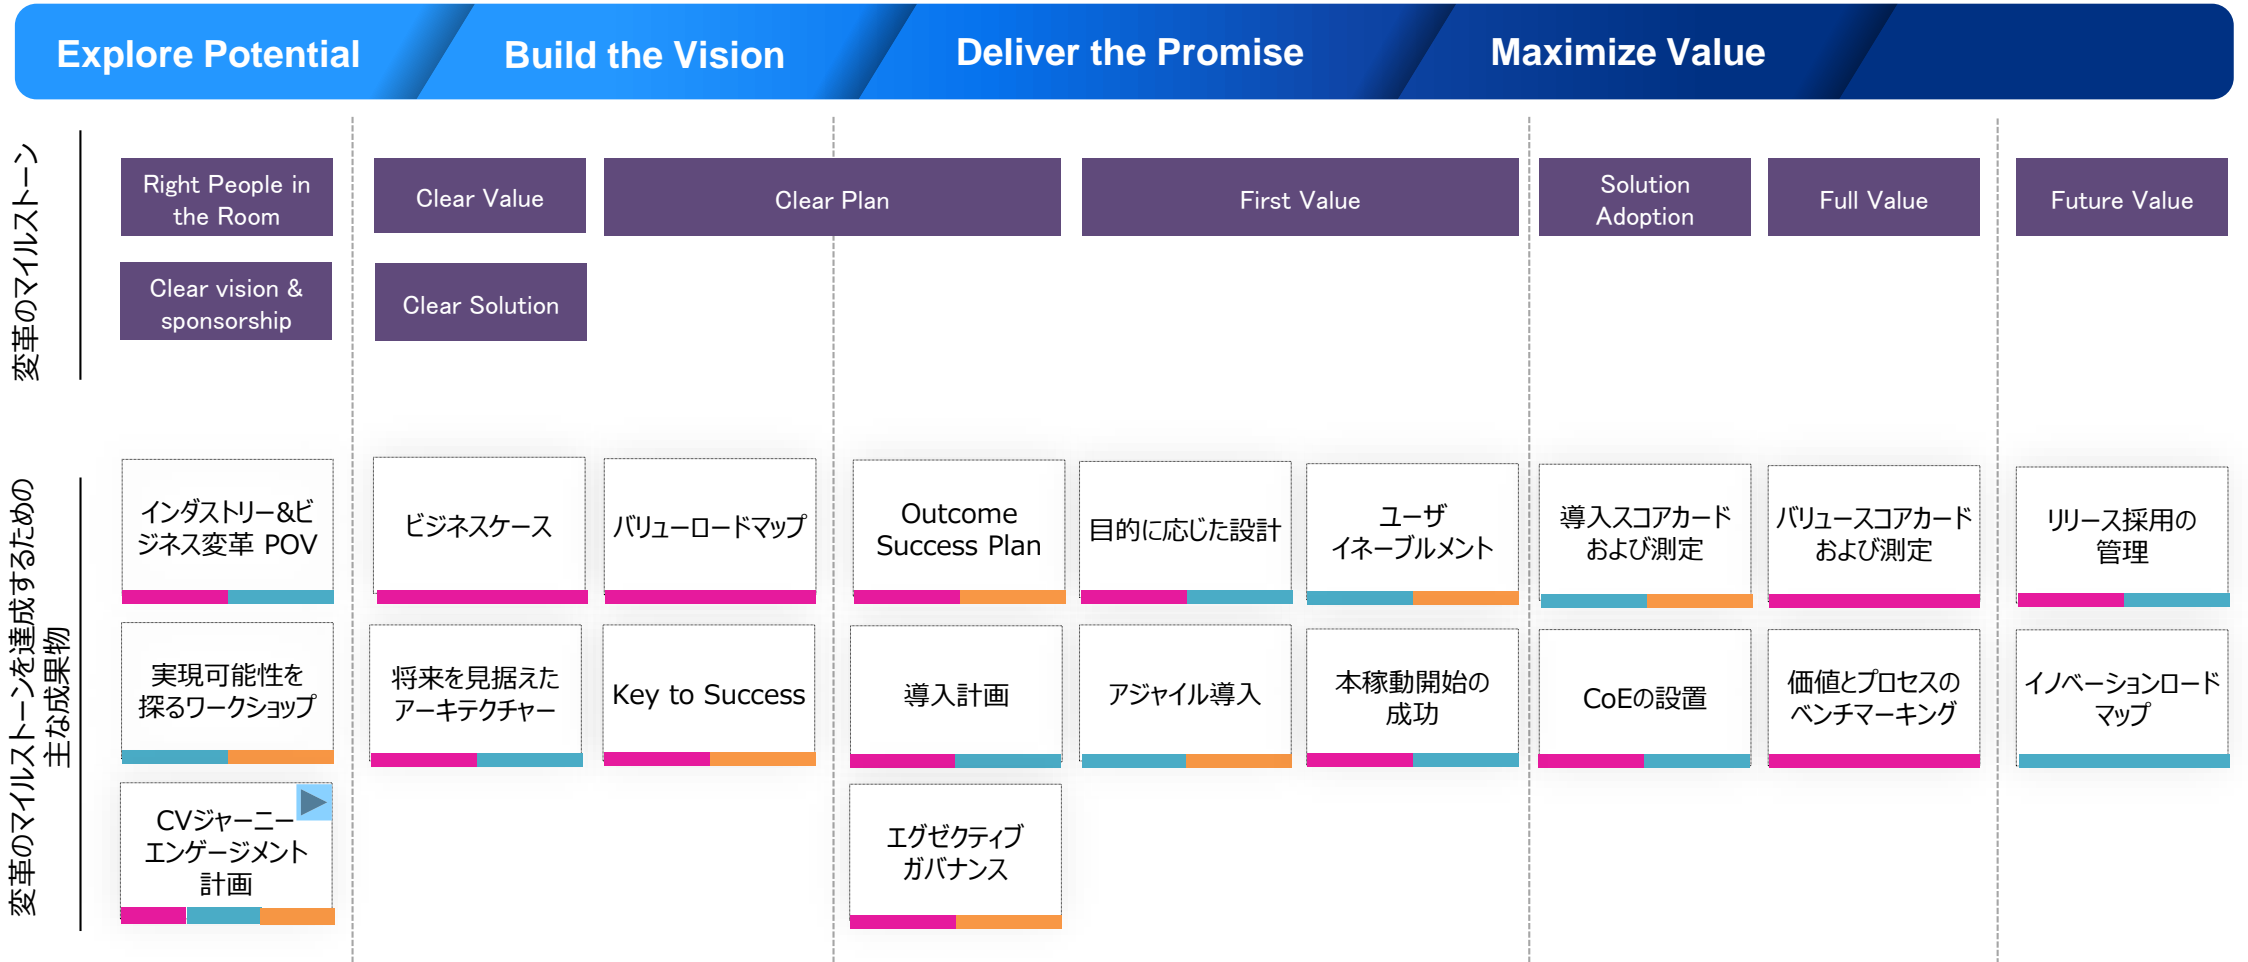 Explore Potential
Build the Vision
Deliver the Promise
Maximize Value
変革のマイルストーン
Right People in
the Room
Clear Value
Clear Plan
First Value
Solution
Adoption
Full Value
Future Value
Clear vision &
sponsorship
Clear Solution
変革のマイルストーンを達成するための
主な成果物
インダストリー&ビ
ジネス変革 POV
ビジネスケース
バリューロードマップ
Outcome
Success Plan
目的に応じた設計
ユーザ
イネーブルメント
導入スコアカード
および測定
バリュースコアカード
および測定
リリース採用の
管理
実現可能性を
探るワークショップ
将来を見据えた
アーキテクチャー
Key to Success
導入計画
アジャイル導入
本稼動開始の
成功
CoEの設置
価値とプロセスの
ベンチマーキング
イノベーションロード
マップ
CVジャーニー
エンゲージメント
計画
エグゼクティブ
ガバナンス